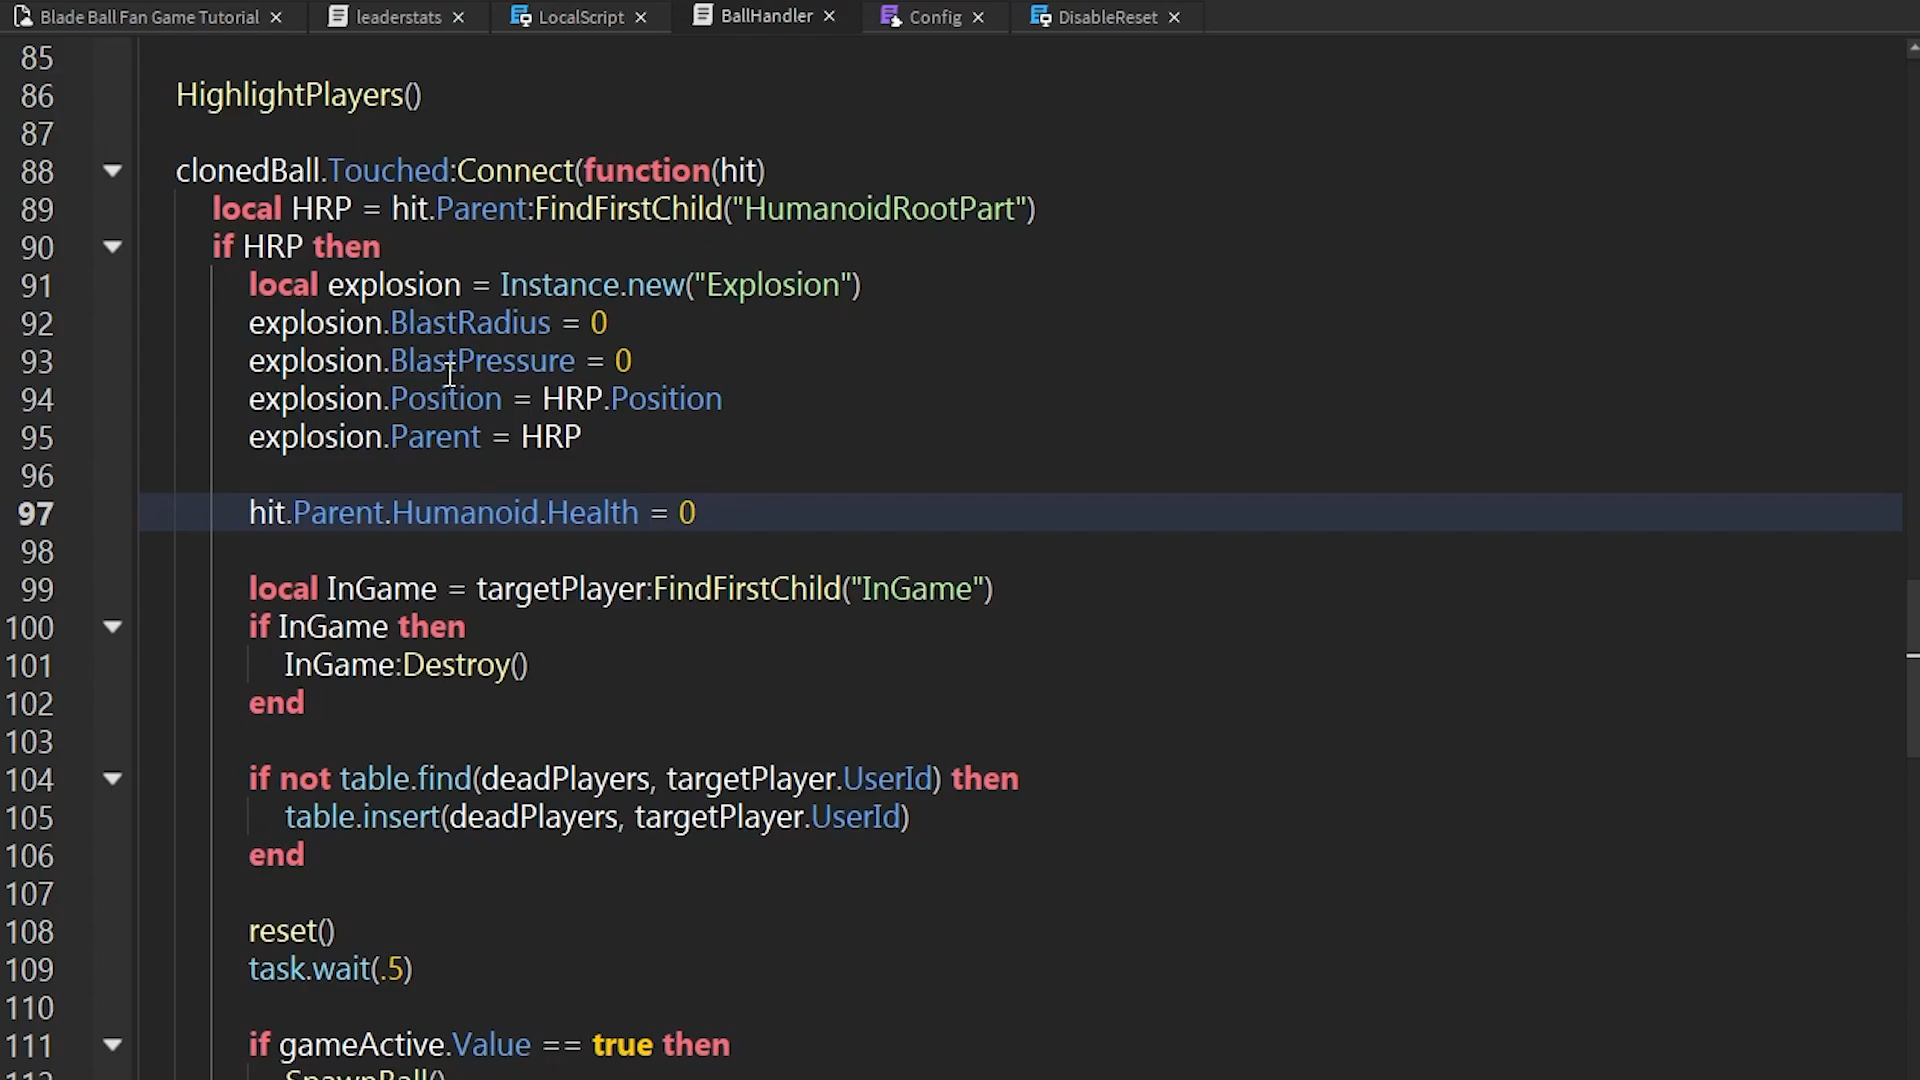 Blade Ball Fan Game Tutorial × leaderstats × LocalScript × BallHandler × Config × DisableReset ×
85
86 HighlightPlayers()
87
88 clonedBall.Touched:Connect(function(hit)
89 local HRP = hit.Parent:FindFirstChild("HumanoidRootPart")
90 if HRP then
91 local explosion = Instance.new("Explosion")
92 explosion.BlastRadius = 0
93 explosion.BlastPressure = 0
94 explosion.Position = HRP.Position
95 explosion.Parent = HRP
96
97 hit.Parent.Humanoid.Health = 0
98
99 local InGame = targetPlayer:FindFirstChild("InGame")
100 if InGame then
101 InGame:Destroy()
102 end
103
104 if not table.find(deadPlayers, targetPlayer.UserId) then
105 table.insert(deadPlayers, targetPlayer.UserId)
106 end
107
108 reset()
109 task.wait(.5)
110
111 if gameActive.Value == true then
112 SpawnBall()